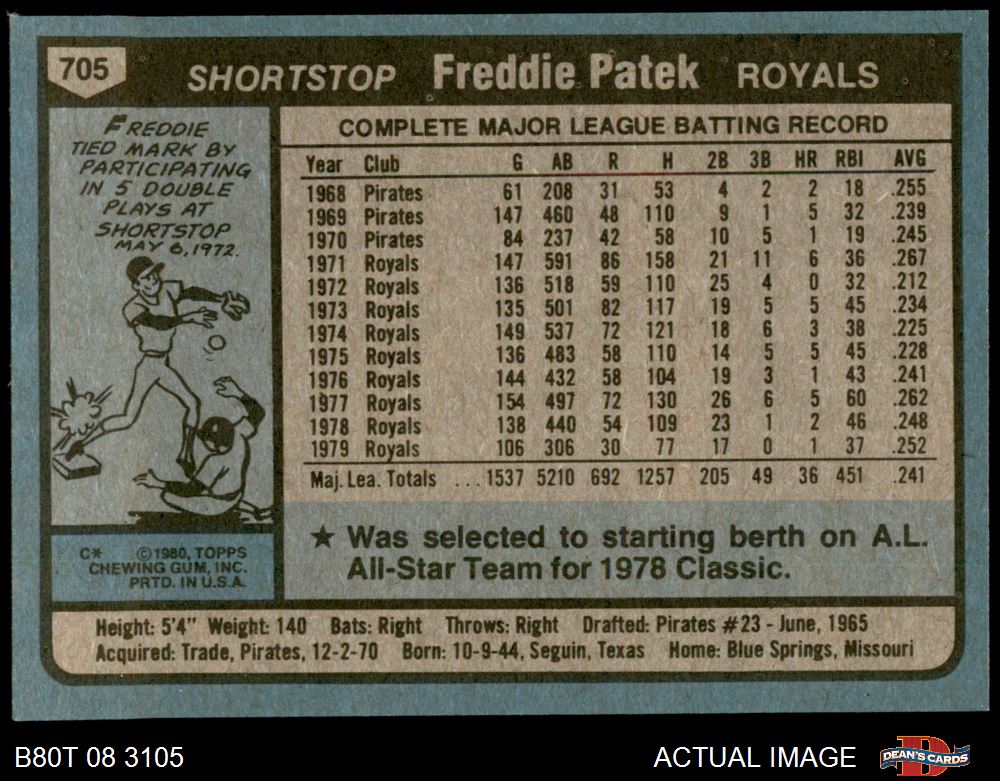 705 SHORTSTOP Freddie Patek ROYALS
FREDDIE
TIED MARK BY
PARTICIPATING
IN 5 DOUBLE
PLAYS AT
SHORTSTOP
MAY 6, 1972.
C* ©1980, TOPPS
CHEWING GUM, INC.
PRTD. IN U.S.A.
COMPLETE MAJOR LEAGUE BATTING RECORD
Year Club G AB R H 2B 3B HR RBI AVG
1968 Pirates 61 208 31 53 4 2 2 18 .255
1969 Pirates 147 460 48 110 9 1 5 32 .239
1970 Pirates 84 237 42 58 10 5 1 19 .245
1971 Royals 147 591 86 158 21 11 6 36 .267
1972 Royals 136 518 59 110 25 4 0 32 .212
1973 Royals 135 501 82 117 19 5 5 45 .234
1974 Royals 149 537 72 121 18 6 3 38 .225
1975 Royals 136 483 58 110 14 5 5 45 .228
1976 Royals 144 432 58 104 19 3 1 43 .241
1977 Royals 154 497 72 130 26 6 5 60 .262
1978 Royals 138 440 54 109 23 1 2 46 .248
1979 Royals 106 306 30 77 17 0 1 37 .252
Maj. Lea. Totals ... 1537 5210 692 1257 205 49 36 451 .241
★ Was selected to starting berth on A.L.
All-Star Team for 1978 Classic.
Height: 5'4" Weight: 140 Bats: Right Throws: Right Drafted: Pirates #23 - June, 1965
Acquired: Trade, Pirates, 12-2-70 Born: 10-9-44, Seguin, Texas Home: Blue Springs, Missouri
B80T 08 3105 ACTUAL IMAGE DEAN'S CARDS